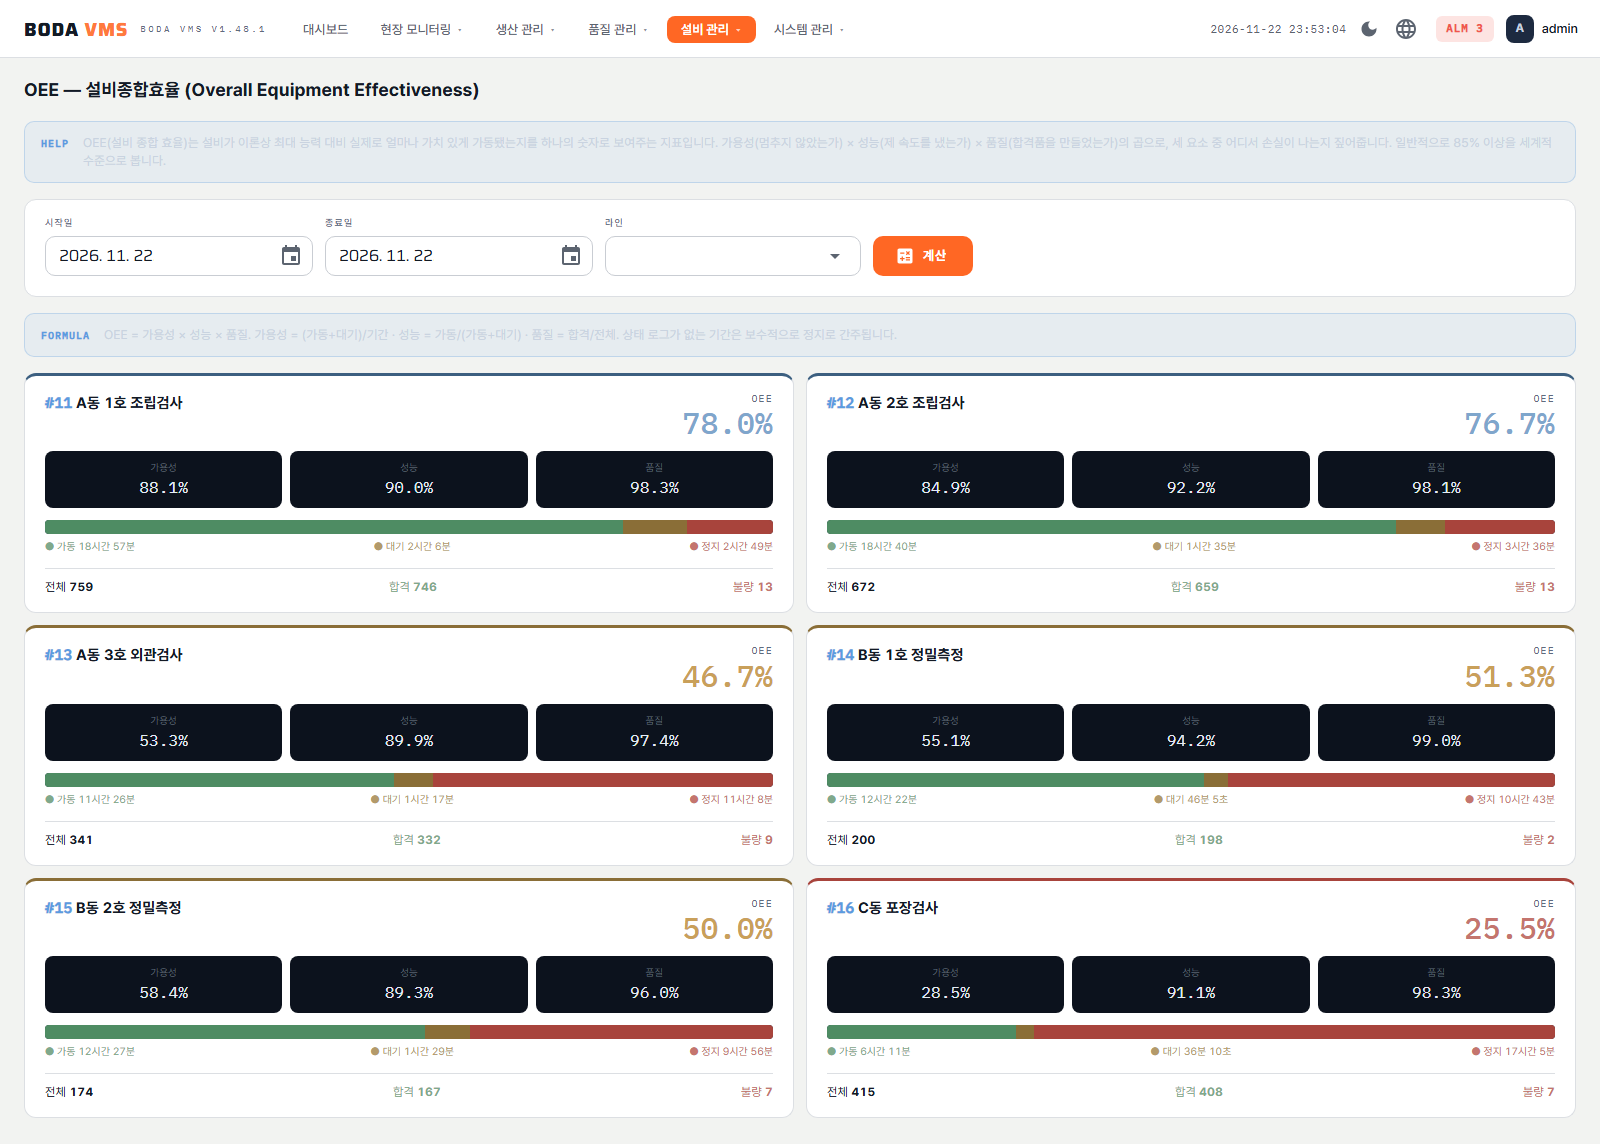 BODA VMS BODA VMS V1.48.1 대시보드 현장 모니터링 생산 관리 품질 관리 설비 관리 시스템 관리 2026-11-22 23:53:04 ALM 3 A admin
OEE — 설비종합효율 (Overall Equipment Effectiveness)
HELP OEE(설비 종합 효율)는 설비가 이론상 최대 능력 대비 실제로 얼마나 가치 있게 가동됐는지를 하나의 숫자로 보여주는 지표입니다. 가용성(멈추지 않았는가) × 성능(제 속도를 냈는가) × 품질(합격품을 만들었는가)의 곱으로, 세 요소 중 어디서 손실이 나는지 짚어줍니다. 일반적으로 85% 이상을 세계적
수준으로 봅니다.
시작일 종료일 라인
2026. 11. 22 2026. 11. 22 계산
FORMULA OEE = 가용성 × 성능 × 품질. 가용성 = (가동+대기)/기간 · 성능 = 가동/(가동+대기) · 품질 = 합격/전체. 상태 로그가 없는 기간은 보수적으로 정지로 간주됩니다.
#11 A동 1호 조립검사 OEE
78.0%
가용성 성능 품질
88.1% 90.0% 98.3%
가동 18시간 57분 대기 2시간 6분 정지 2시간 49분
전체 759 합격 746 불량 13
#12 A동 2호 조립검사 OEE
76.7%
가용성 성능 품질
84.9% 92.2% 98.1%
가동 18시간 40분 대기 1시간 35분 정지 3시간 36분
전체 672 합격 659 불량 13
#13 A동 3호 외관검사 OEE
46.7%
가용성 성능 품질
53.3% 89.9% 97.4%
가동 11시간 26분 대기 1시간 17분 정지 11시간 8분
전체 341 합격 332 불량 9
#14 B동 1호 정밀측정 OEE
51.3%
가용성 성능 품질
55.1% 94.2% 99.0%
가동 12시간 22분 대기 46분 5초 정지 10시간 43분
전체 200 합격 198 불량 2
#15 B동 2호 정밀측정 OEE
50.0%
가용성 성능 품질
58.4% 89.3% 96.0%
가동 12시간 27분 대기 1시간 29분 정지 9시간 56분
전체 174 합격 167 불량 7
#16 C동 포장검사 OEE
25.5%
가용성 성능 품질
28.5% 91.1% 98.3%
가동 6시간 11분 대기 36분 10초 정지 17시간 5분
전체 415 합격 408 불량 7